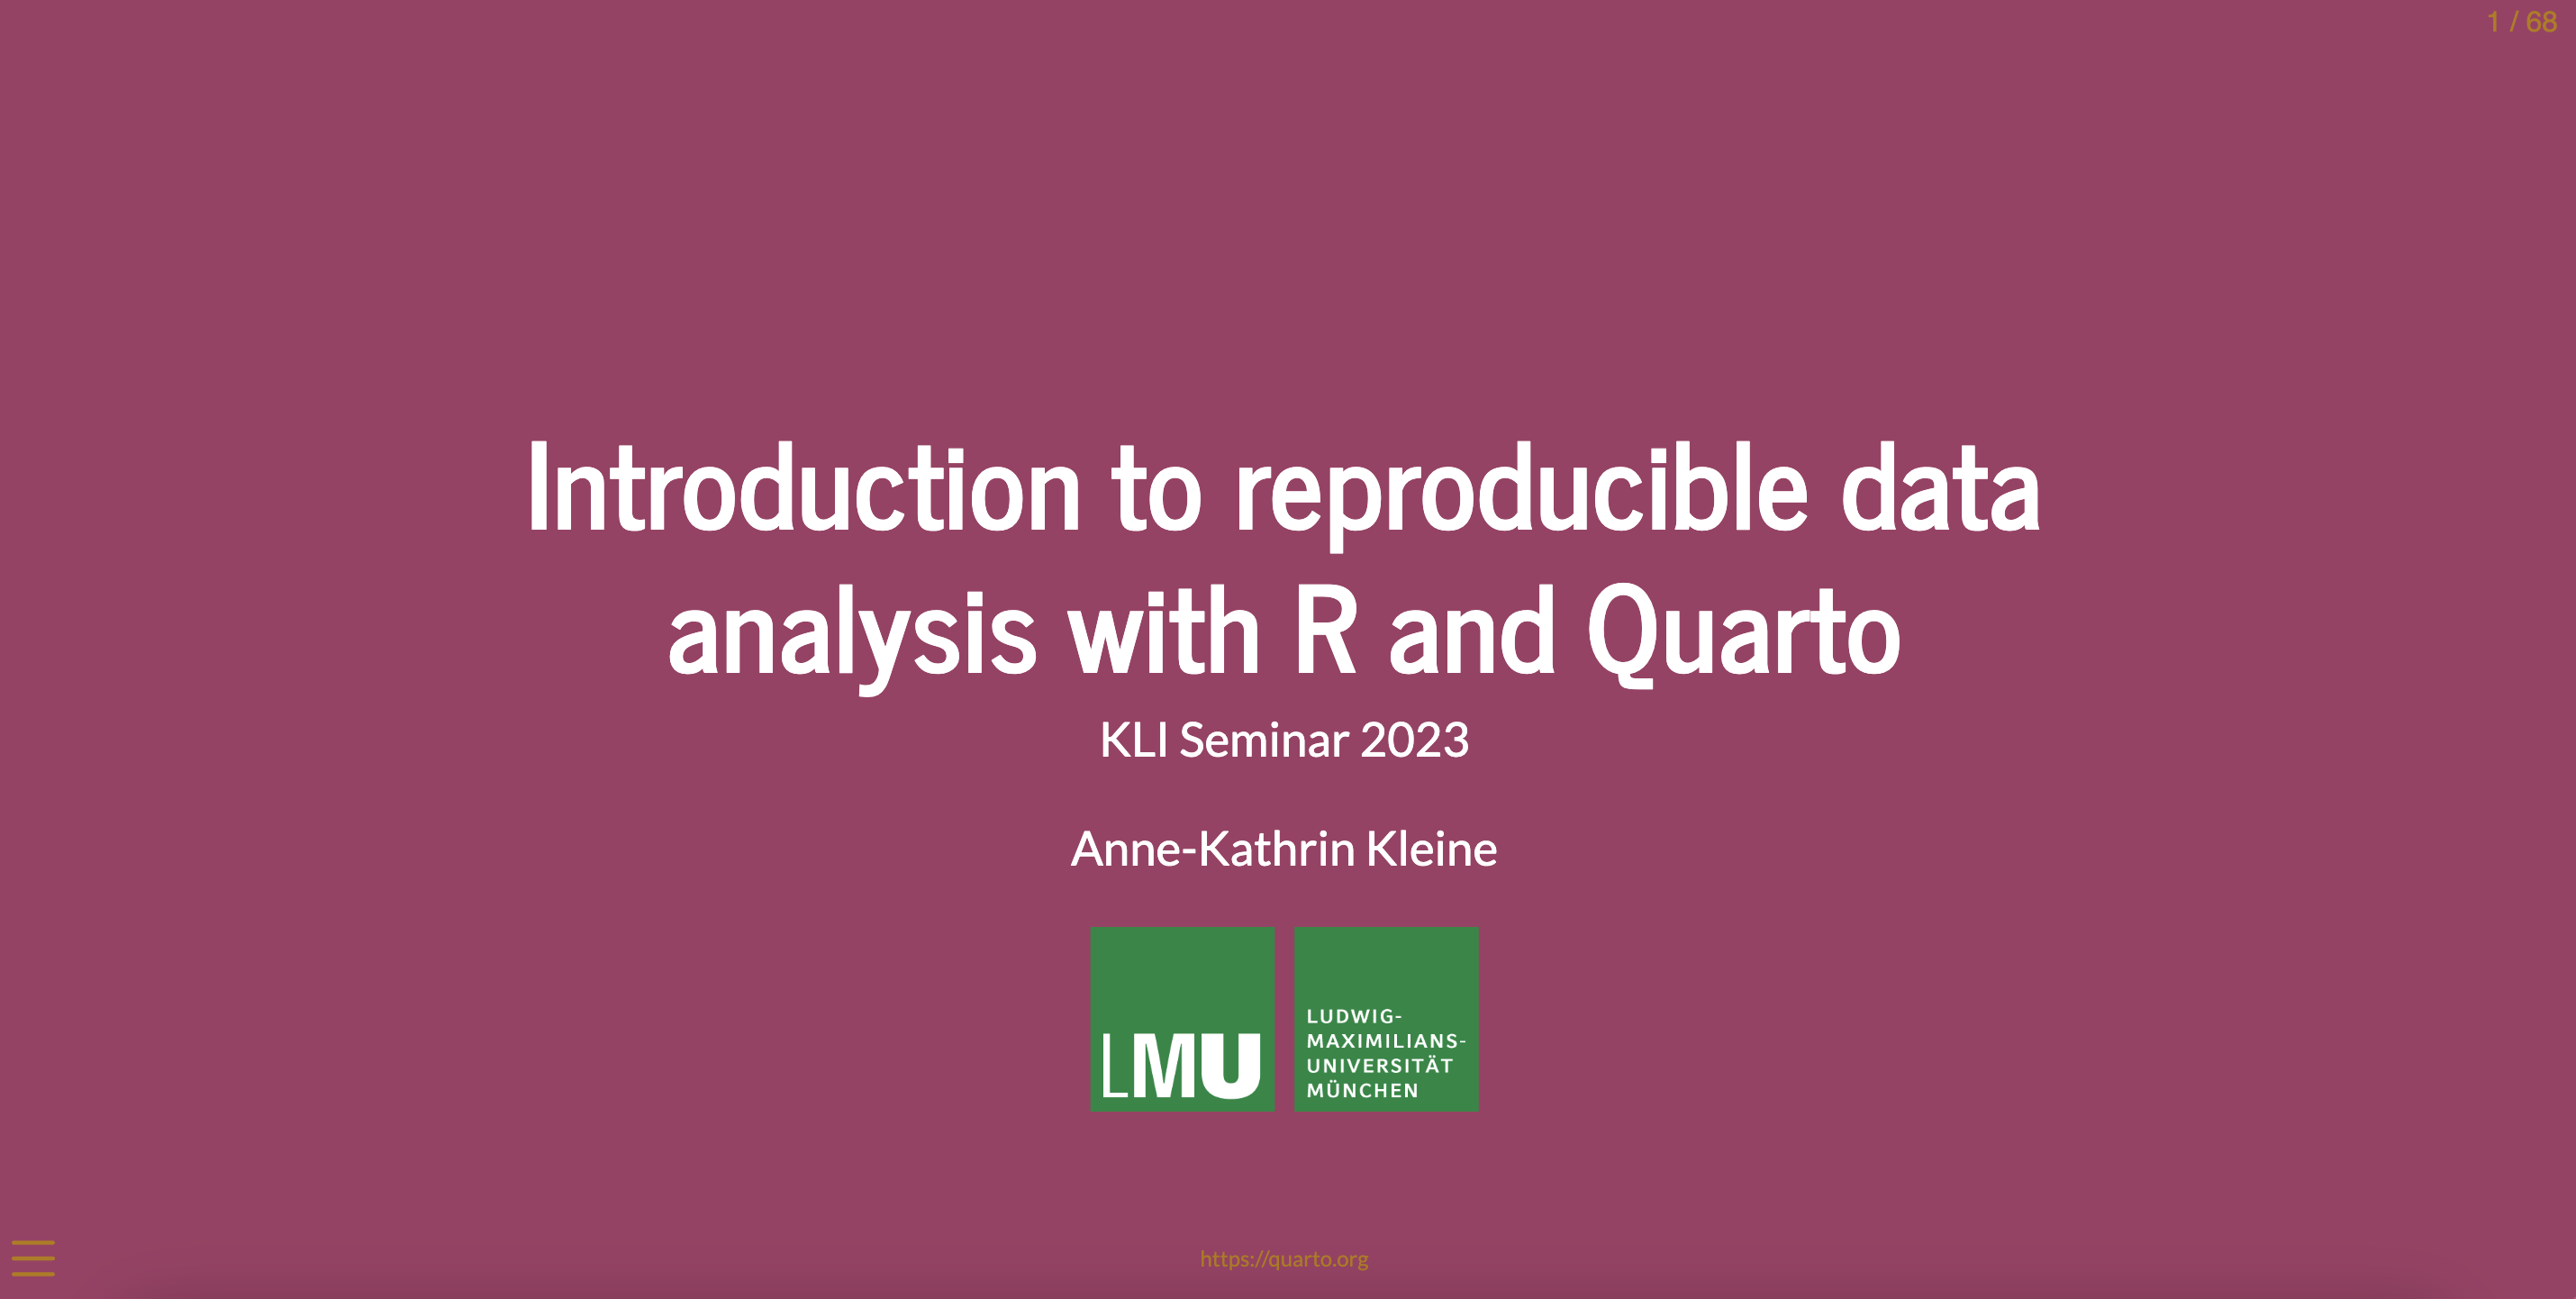 1 / 68
Introduction to reproducible data
analysis with R and Quarto
KLI Seminar 2023
Anne-Kathrin Kleine
LMU
LUDWIG-
MAXIMILIANS-
UNIVERSITÄT
MÜNCHEN
https://quarto.org